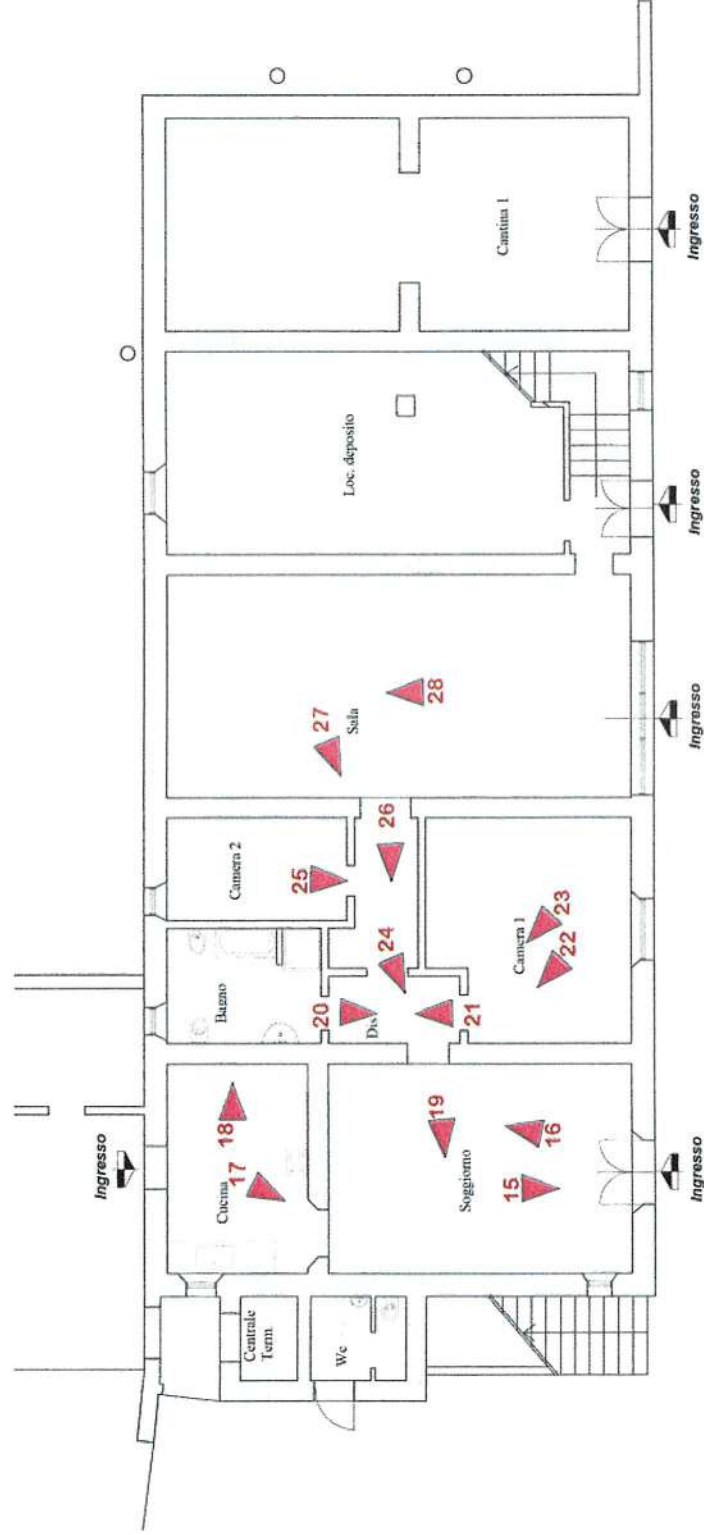 Ingresso
Cucina
17
18
Centrale
Term.
Wc
Soggiorno
15
16
19
Ingresso
Bagno
Dis
20
21
24
Camera 2
25
26
Camera 1
22
23
Sala
27
28
Ingresso
Loc. deposito
Ingresso
Cantina 1
Ingresso